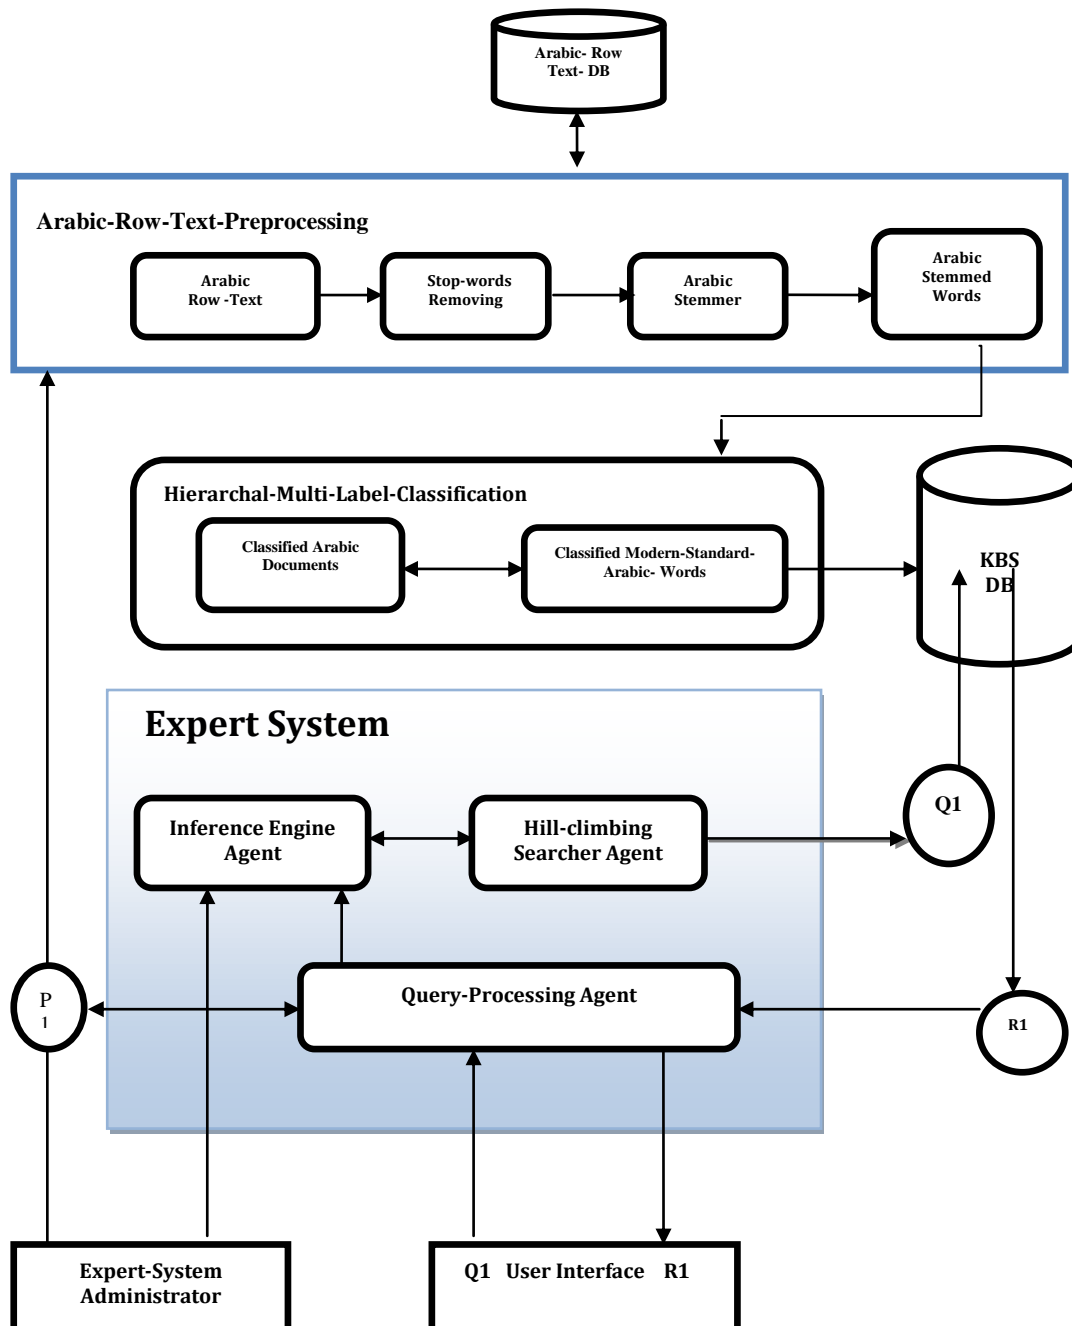 Arabic- Row
Text- DB
Arabic-Row-Text-Preprocessing
Arabic
Row -Text
Stop-words
Removing
Arabic
Stemmer
Arabic
Stemmed
Words
Hierarchal-Multi-Label-Classification
Classified Arabic
Documents
Classified Modern-Standard-
Arabic- Words
KBS
DB
Expert System
Inference Engine
Agent
Hill-climbing
Searcher Agent
Q1
Query-Processing Agent
P
1
R1
Expert-System
Administrator
Q1 User Interface R1